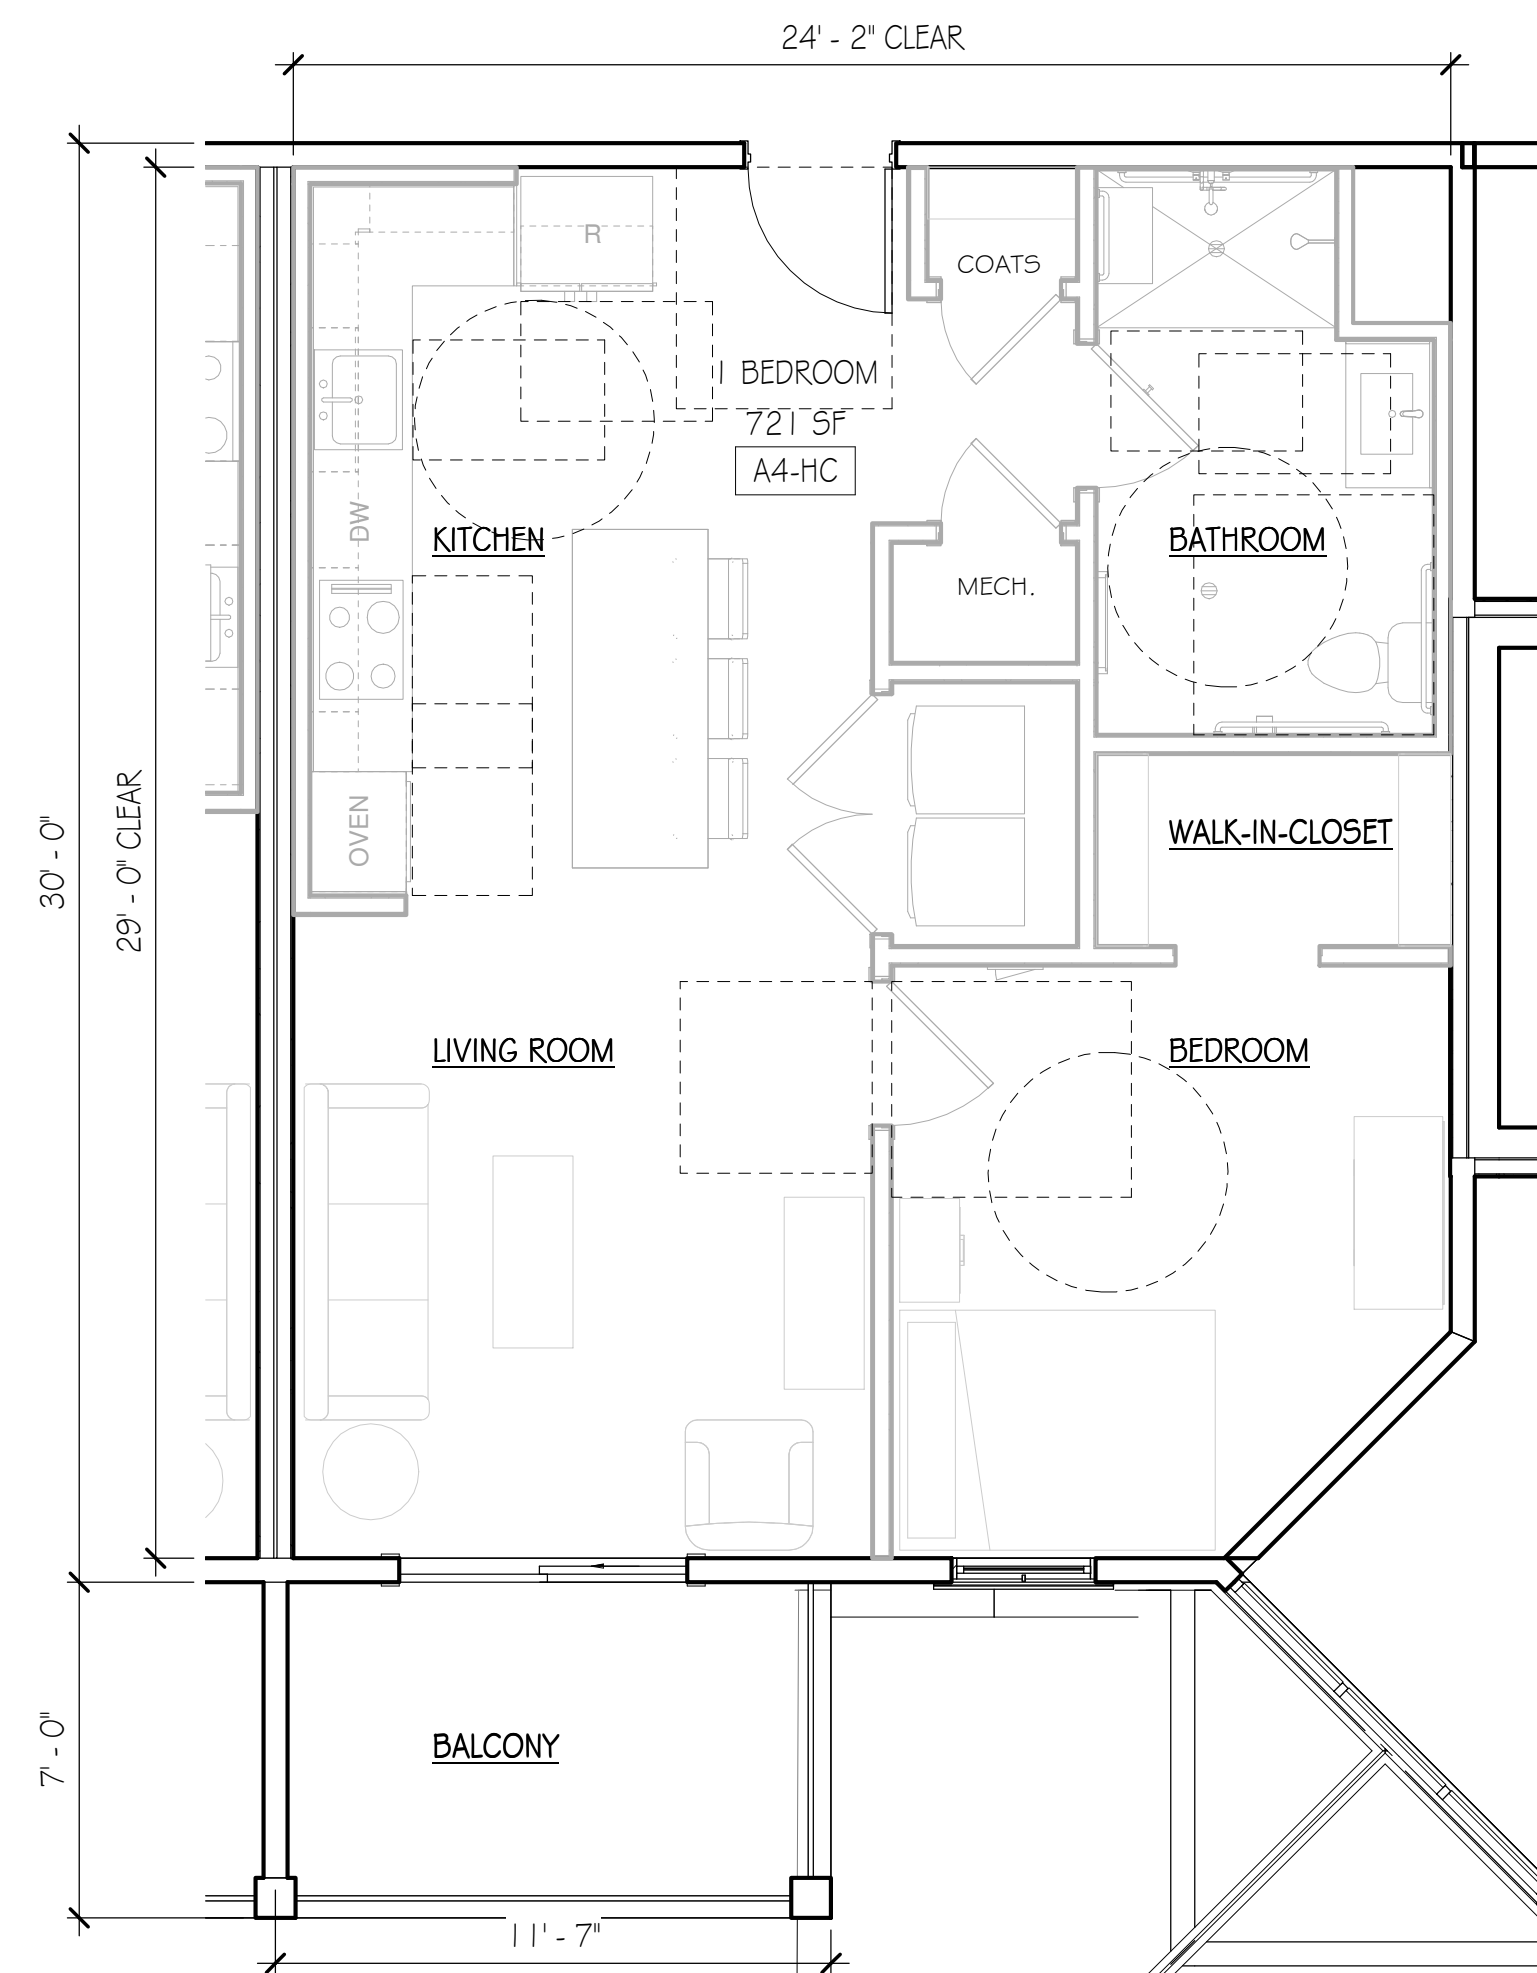 24' - 2" CLEAR
R
COATS
1 BEDROOM
721 SF
A4-HC
DW
KITCHEN
BATHROOM
MECH.
OVEN
WALK-IN-CLOSET
30' - 0"
29' - 0" CLEAR
LIVING ROOM
BEDROOM
BALCONY
7' - 0"
11' - 7"